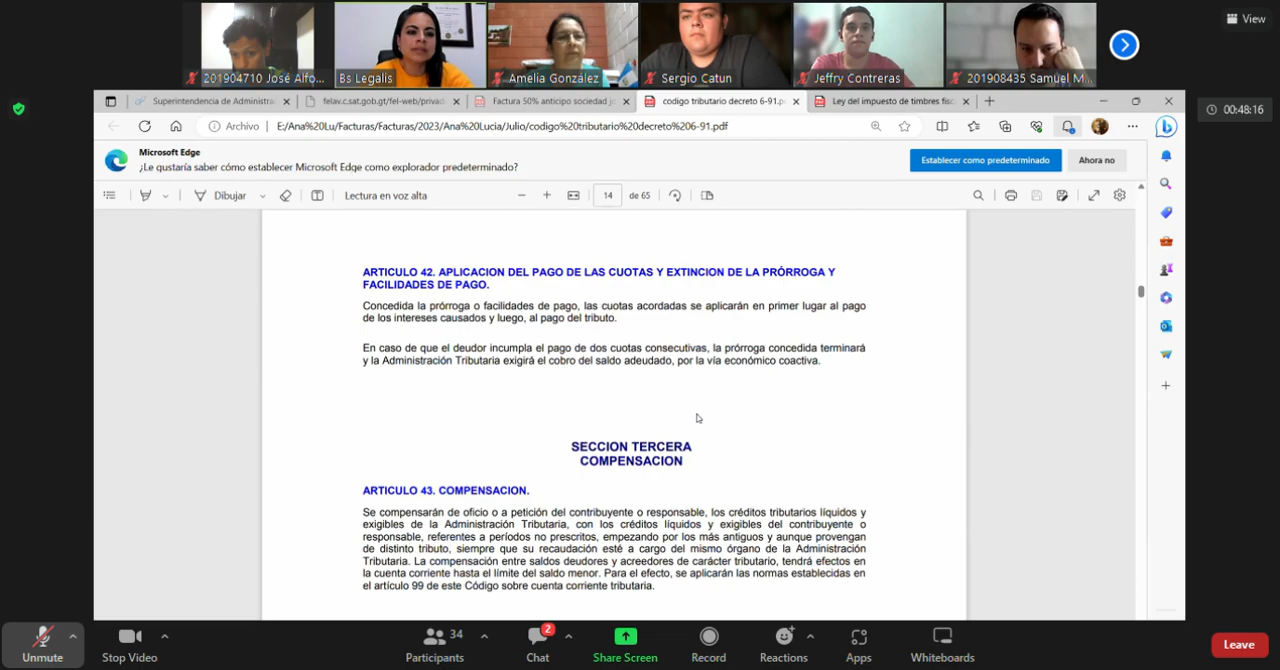 View
201904710 José Alfo...
Bs Legalis
Amelia González
Sergio Catun
Jeffry Contreras
201908435 Samuel M...
00:48:16
Superintendencia de Administra
felav.c.sat.gob.gt/fel-web/privad
Factura 50% anticipo sociedad j
codigo tributario decreto 6-91.p
Ley del impuesto de timbres fisc
Archivo
E:/Ana%20Lu/Facturas/Facturas/2023/Ana%20Lucia/Julio/codigo%20tributario%20decreto%206-91.pdf
Microsoft Edge
¿Le gustaría saber cómo establecer Microsoft Edge como explorador predeterminado?
Establecer como predeterminado
Ahora no
Dibujar
Lectura en voz alta
14
de 65
ARTICULO 42. APLICACION DEL PAGO DE LAS CUOTAS Y EXTINCION DE LA PRÓRROGA Y
FACILIDADES DE PAGO.
Concedida la prórroga o facilidades de pago, las cuotas acordadas se aplicarán en primer lugar al pago
de los intereses causados y luego, al pago del tributo.
En caso de que el deudor incumpla el pago de dos cuotas consecutivas, la prórroga concedida terminará
y la Administración Tributaria exigirá el cobro del saldo adeudado, por la vía económico coactiva.
SECCION TERCERA
COMPENSACION
ARTICULO 43. COMPENSACION.
Se compensarán de oficio o a petición del contribuyente o responsable, los créditos tributarios líquidos y
exigibles de la Administración Tributaria, con los créditos líquidos y exigibles del contribuyente o
responsable, referentes a períodos no prescritos, empezando por los más antiguos y aunque provengan
de distinto tributo, siempre que su recaudación esté a cargo del mismo órgano de la Administración
Tributaria. La compensación entre saldos deudores y acreedores de carácter tributario, tendrá efectos en
la cuenta corriente hasta el límite del saldo menor. Para el efecto, se aplicarán las normas establecidas en
el artículo 99 de este Código sobre cuenta corriente tributaria.
Unmute
Stop Video
34
Participants
2
Chat
Share Screen
Record
Reactions
Apps
Whiteboards
Leave